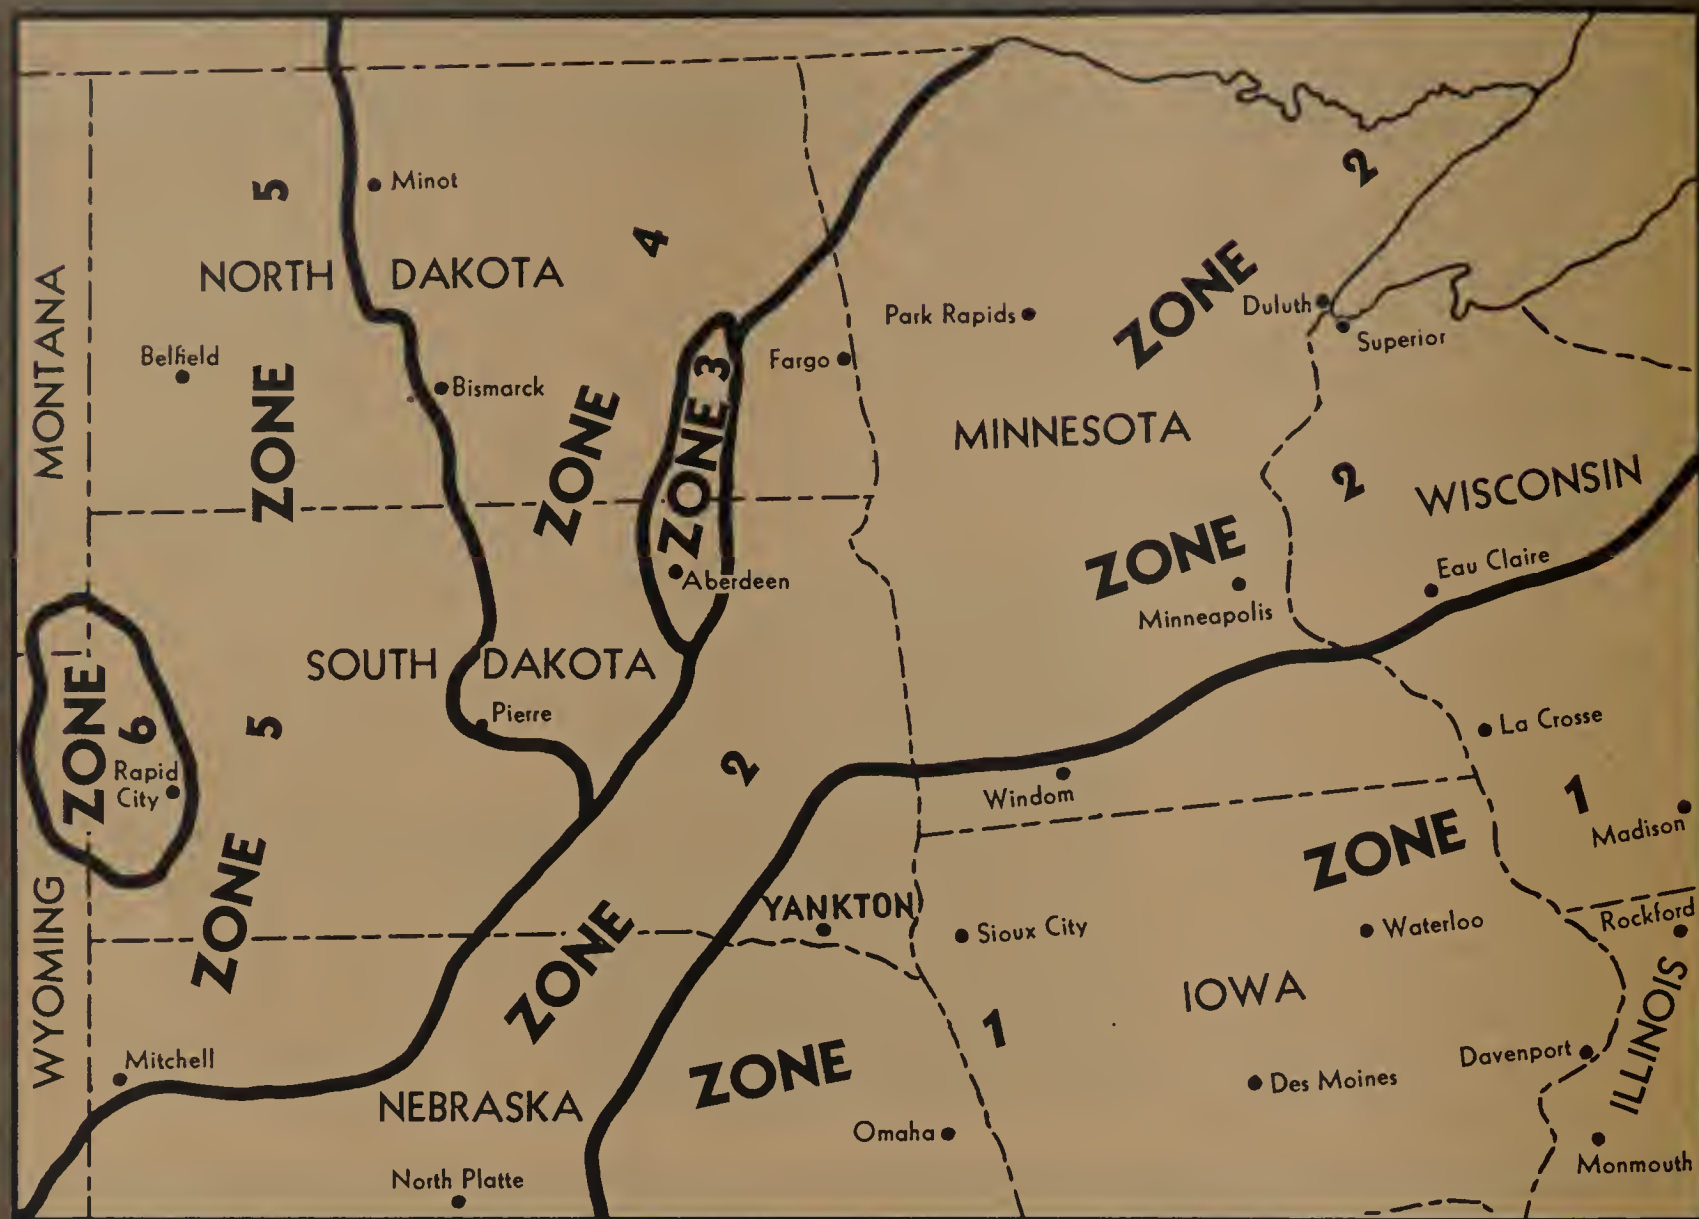 5
Minot
4
2
NORTH DAKOTA
ZONE
Duluth
Park Rapids
Superior
MONTANA
Belfield
ZONE
Bismarck
ZONE
ZONE 3
Fargo
MINNESOTA
2
WISCONSIN
ZONE
Eau Claire
Aberdeen
Minneapolis
SOUTH DAKOTA
ZONE
6
5
Pierre
La Crosse
Rapid
City
2
Windom
1
Madison
ZONE
ZONE
YANKTON
Sioux City
Waterloo
Rockford
WYOMING
ZONE
IOWA
1
ILLINOIS
Mitchell
ZONE
Davenport
Des Moines
NEBRASKA
Omaha
Monmouth
North Platte